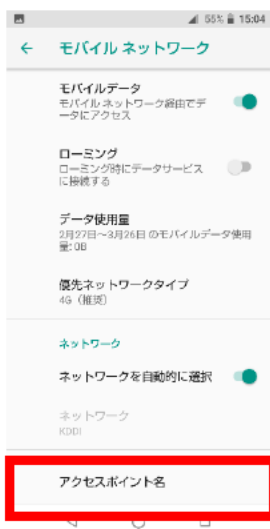 55% 15:04
モバイル ネットワーク
モバイルデータ
モバイル ネットワーク経由でデ
ータにアクセス
ローミング
ローミング時にデータサービス
に接続する
データ使用量
2月27日～3月26日 のモバイルデータ使用
量: 0B
優先ネットワークタイプ
4G（推奨）
ネットワーク
ネットワークを自動的に選択
ネットワーク
KDDI
アクセスポイント名